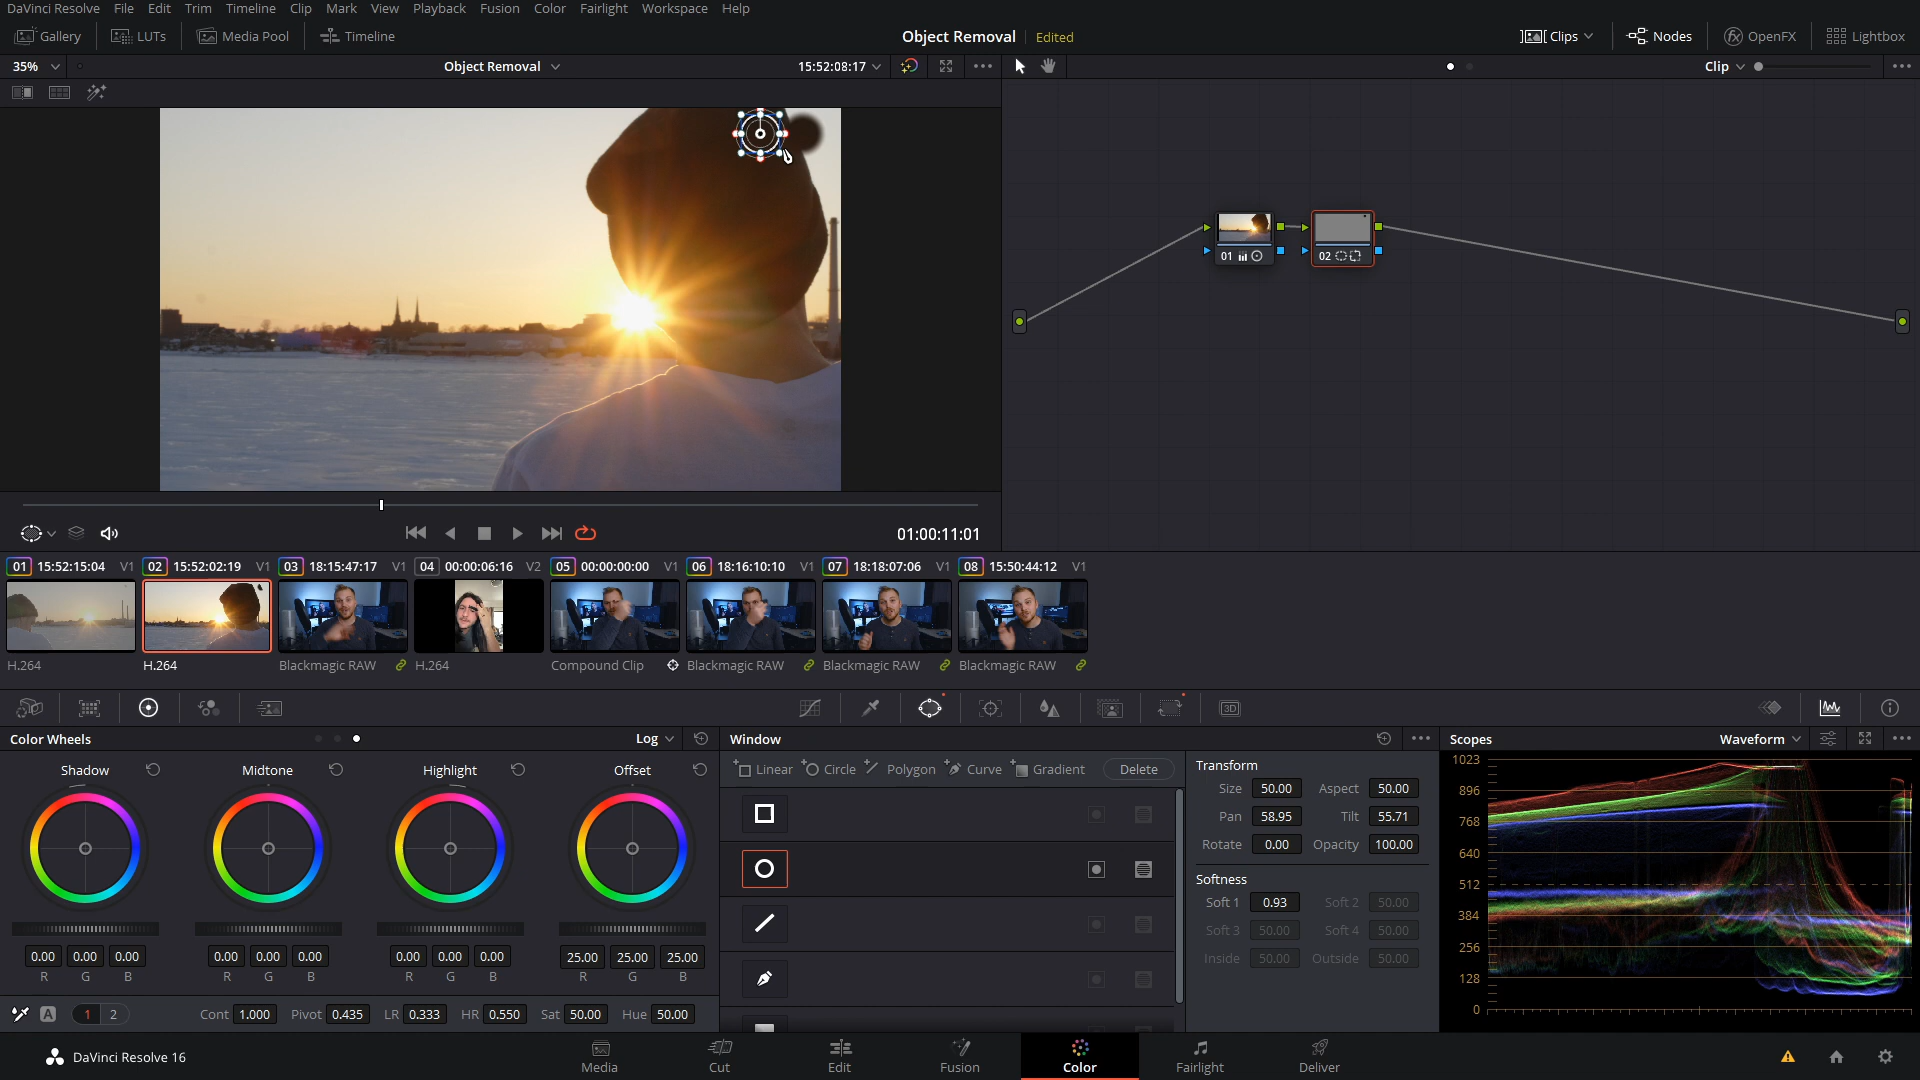 DaVinci Resolve File Edit Trim Timeline Clip Mark View Playback Fusion Color Fairlight Workspace Help
Gallery LUTs Media Pool Timeline Object Removal Edited Clips Nodes OpenFX Lightbox
35% Object Removal 15:52:08:17 Clip
01 02
01:00:11:01
01 15:52:15:04 V1 02 15:52:02:19 V1 03 18:15:47:17 V1 04 00:00:06:16 V2 05 00:00:00:00 V1 06 18:16:10:10 V1 07 18:18:07:06 V1 08 15:50:44:12 V1
H.264 H.264 Blackmagic RAW H.264 Compound Clip Blackmagic RAW Blackmagic RAW Blackmagic RAW
3D
Color Wheels Log Window Scopes Waveform
Shadow Midtone Highlight Offset Linear Circle Polygon Curve Gradient Delete
Transform
Size 50.00 Aspect 50.00
Pan 58.95 Tilt 55.71
Rotate 0.00 Opacity 100.00
Softness
Soft 1 0.93 Soft 2 50.00
Soft 3 50.00 Soft 4 50.00
Inside 50.00 Outside 50.00
1023
896
768
640
512
384
256
128
0
0.00 0.00 0.00 0.00 0.00 0.00 0.00 0.00 0.00 25.00 25.00 25.00
R G B R G B R G B R G B
A 1 2 Cont 1.000 Pivot 0.435 LR 0.333 HR 0.550 Sat 50.00 Hue 50.00
DaVinci Resolve 16 Media Cut Edit Fusion Color Fairlight Deliver